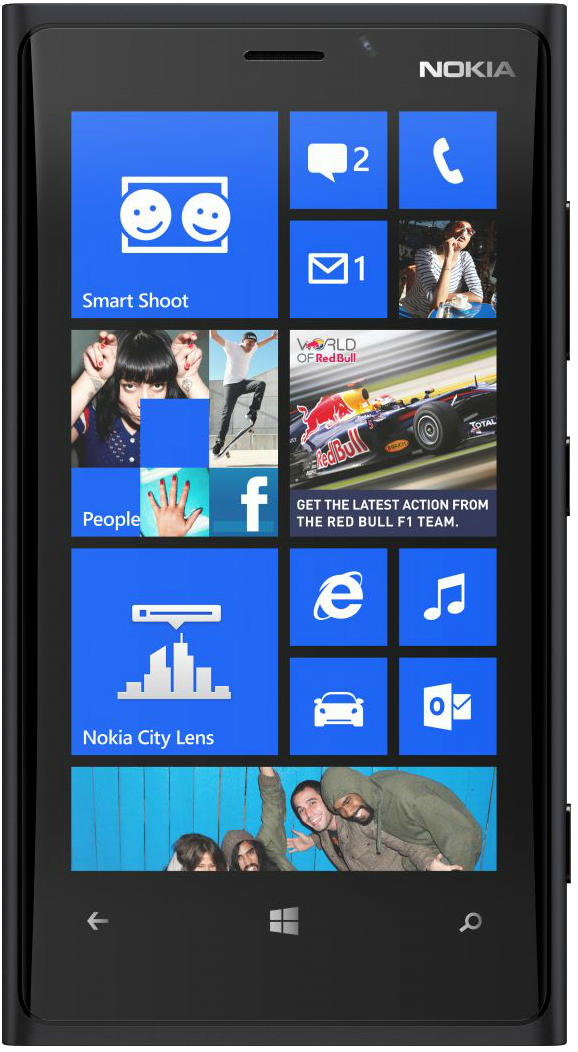 NOKIA
2
1
Smart Shoot
WORLD
OF Red Bull
Red Bull
TOTAL
GET THE LATEST ACTION FROM
THE RED BULL F1 TEAM.
People
f
Nokia City Lens